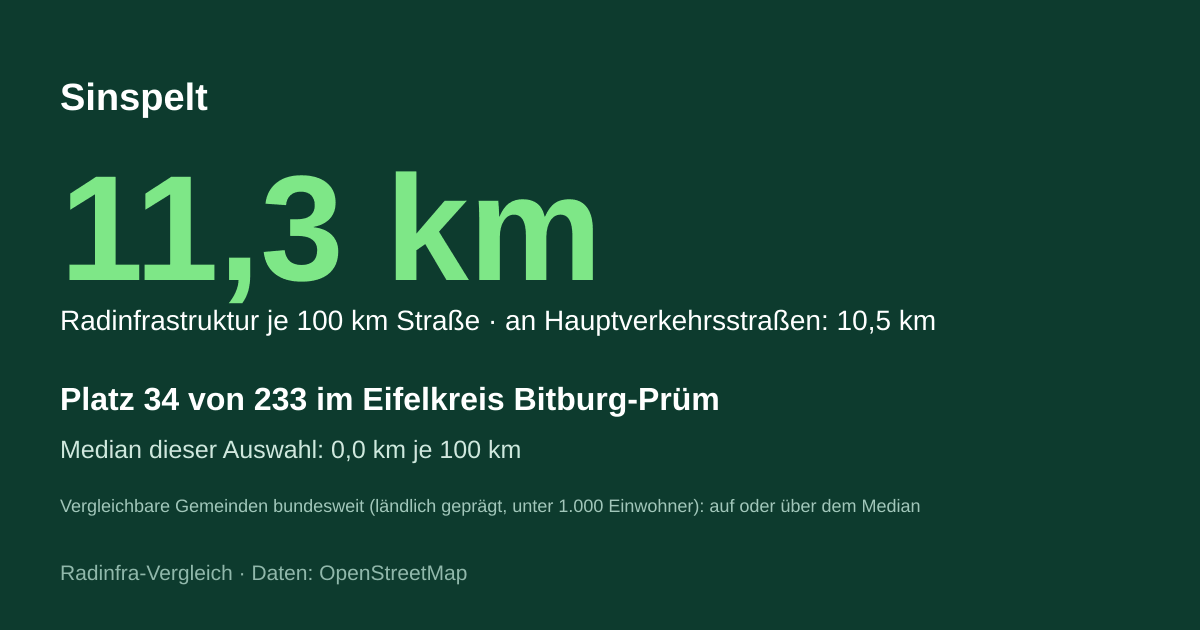 Sinspelt
11,3 km
Radinfrastruktur je 100 km Straße · an Hauptverkehrsstraßen: 10,5 km
Platz 34 von 233 im Eifelkreis Bitburg-Prüm
Median dieser Auswahl: 0,0 km je 100 km
Vergleichbare Gemeinden bundesweit (ländlich geprägt, unter 1.000 Einwohner): auf oder über dem Median
Radinfra-Vergleich · Daten: OpenStreetMap